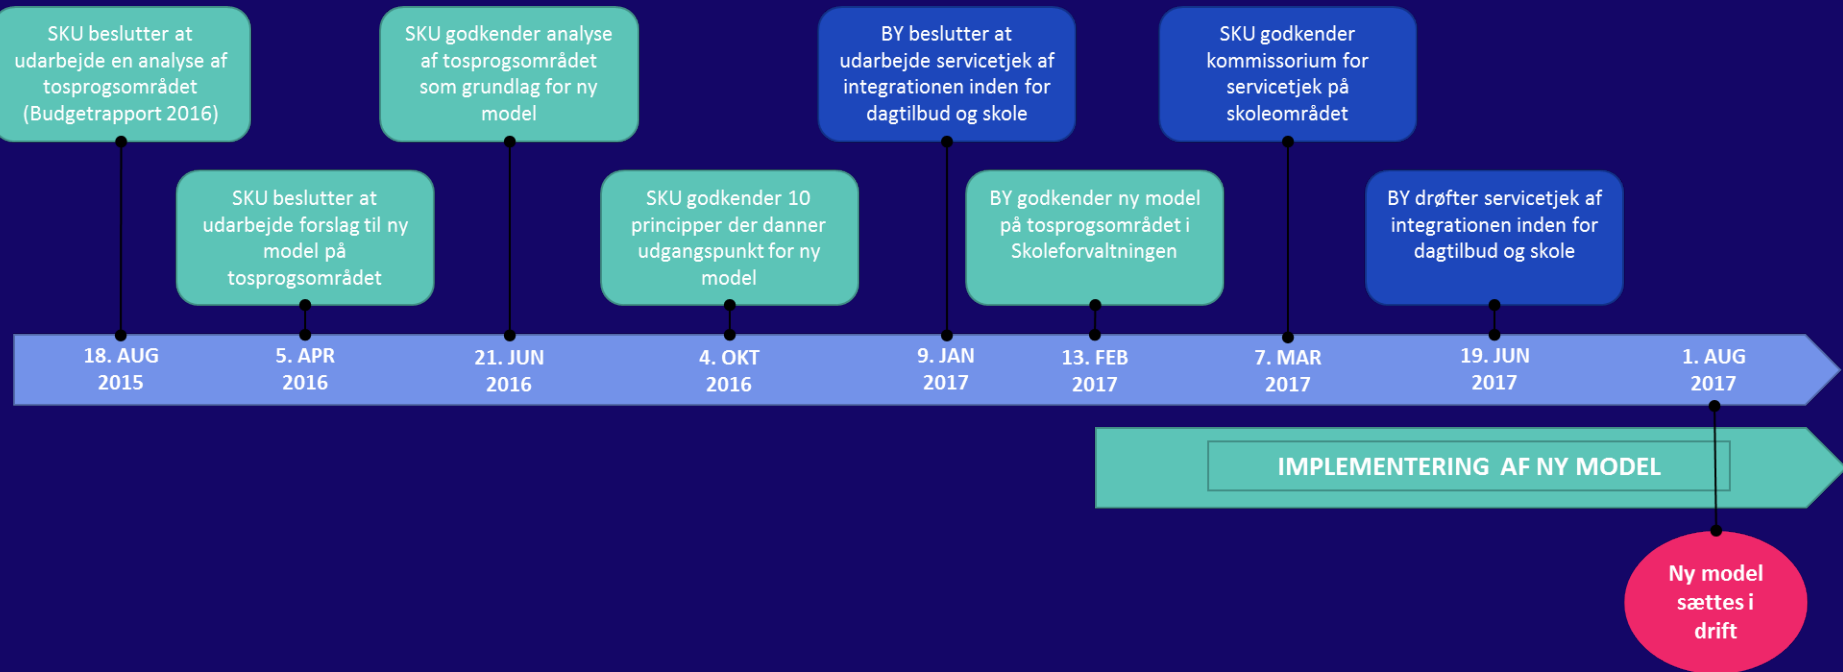 SKU beslutter at
udarbejde en analyse af
tosprogsområdet
(Budgetrapport 2016)
SKU godkender analyse
af tosprogsområdet
som grundlag for ny
model
BY beslutter at
udarbejde servicetjek af
integrationen inden for
dagtilbud og skole
SKU godkender
kommissorium for
servicetjek på
skoleområdet
SKU beslutter at
udarbejde forslag til ny
model på
tosprogsområdet
SKU godkender 10
principper der danner
udgangspunkt for ny
model
BY godkender ny model
på tosprogsområdet i
Skoleforvaltningen
BY drøfter servicetjek af
integrationen inden for
dagtilbud og skole
18. AUG
2015
5. APR
2016
21. JUN
2016
4. OKT
2016
9. JAN
2017
13. FEB
2017
7. MAR
2017
19. JUN
2017
1. AUG
2017
IMPLEMENTERING AF NY MODEL
Ny model
sættes i
drift